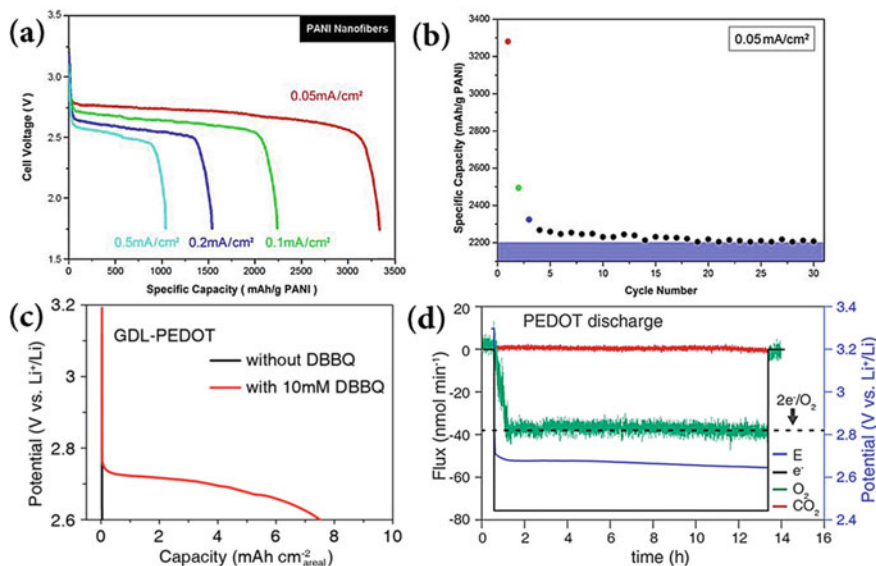 (a)
PANI Nanofibers
0.05mA/cm²
0.5mA/cm²
0.2mA/cm²
0.1mA/cm²
Cell Voltage (V)
3.5
3.0
2.5
2.0
1.5
0
500
1000
1500
2000
2500
3000
3500
Specific Capacity ( mAh/g PANI )
(b)
0.05mA/cm²
Specific Capacity (mAh/g PANI)
3400
3200
3000
2800
2600
2400
2200
0
5
10
15
20
25
30
Cycle Number
(c)
GDL-PEDOT
without DBBQ
with 10mM DBBQ
Potential (V vs. Li⁺/Li)
3.2
3
2.8
2.6
0
2
4
6
8
10
Capacity (mAh cm⁻²areal)
(d)
PEDOT discharge
2e⁻/O₂
E
e⁻
O₂
CO₂
Flux (nmol min⁻¹)
20
0
-20
-40
-60
-80
0
2
4
6
8
10
12
14
16
time (h)
3.4
3.2
3.0
2.8
2.6
2.4
Potential (V vs. Li⁺/Li)